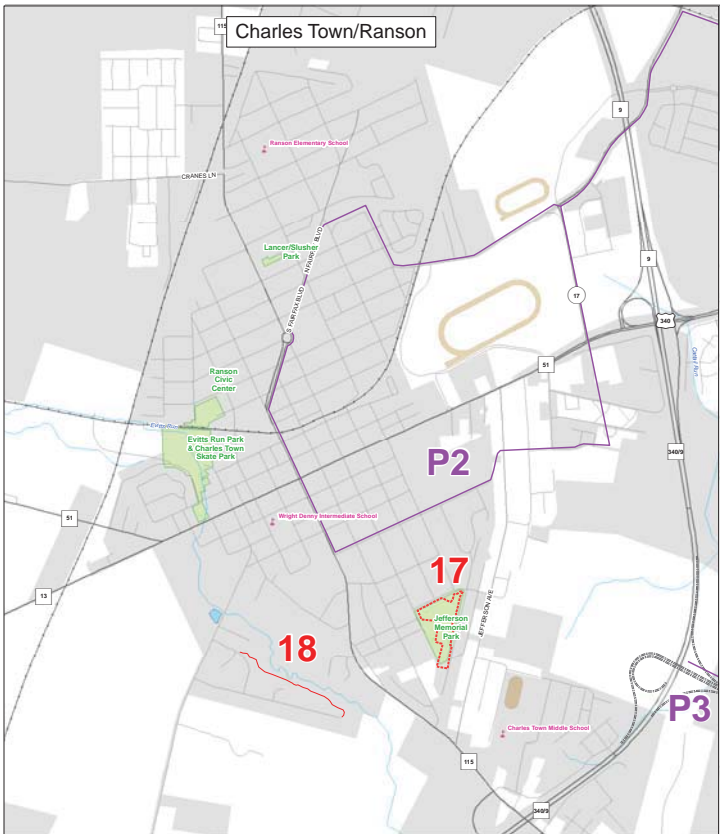 115
Charles Town/Ranson
9
Ranson Elementary School
CRANES LN
N FAIRFAX BLVD
Lancer/Slusher
Park
9
17
S FAIRFAX BLVD
340
51
Ranson
Civic
Center
Evitts Run
Evitts Run Park
& Charles Town
Skate Park
P2
340/9
51
Wright Denny Intermediate School
17
13
JEFFERSON AVE
Jefferson
Memorial
Park
18
P3
Charles Town Middle School
115
340/9